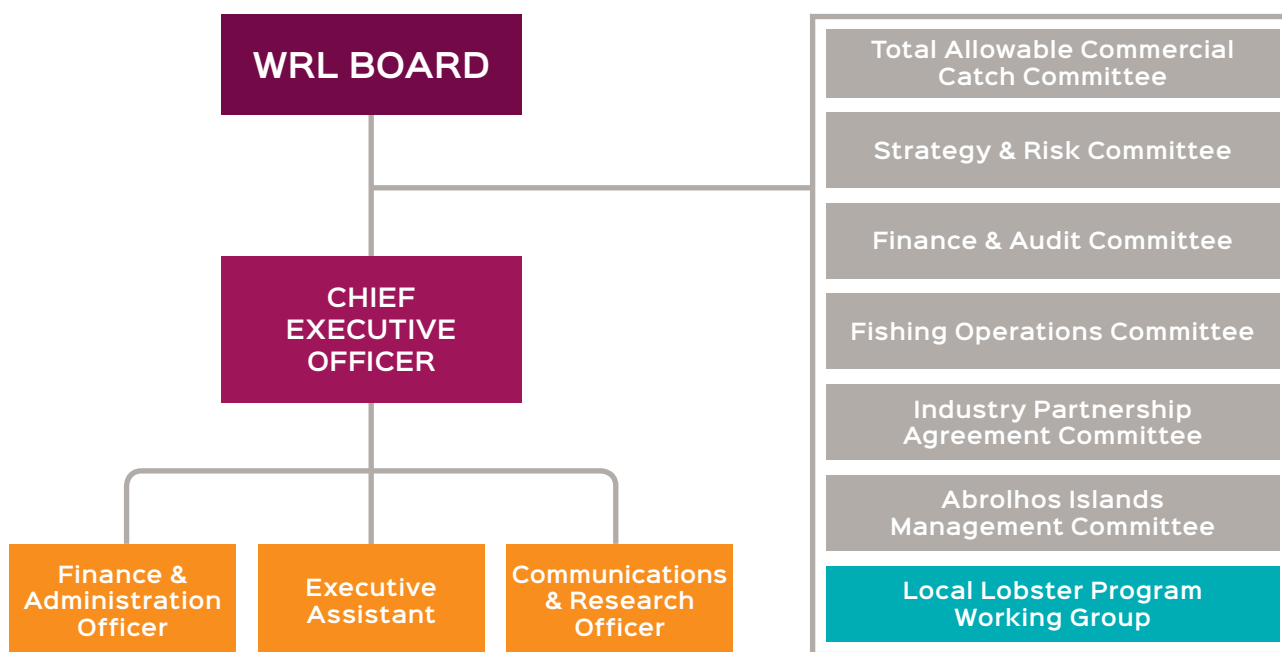 WRL BOARD
CHIEF
EXECUTIVE
OFFICER
Finance &
Administration
Officer
Executive
Assistant
Communications
& Research
Officer
Total Allowable Commercial
Catch Committee
Strategy & Risk Committee
Finance & Audit Committee
Fishing Operations Committee
Industry Partnership
Agreement Committee
Abrolhos Islands
Management Committee
Local Lobster Program
Working Group